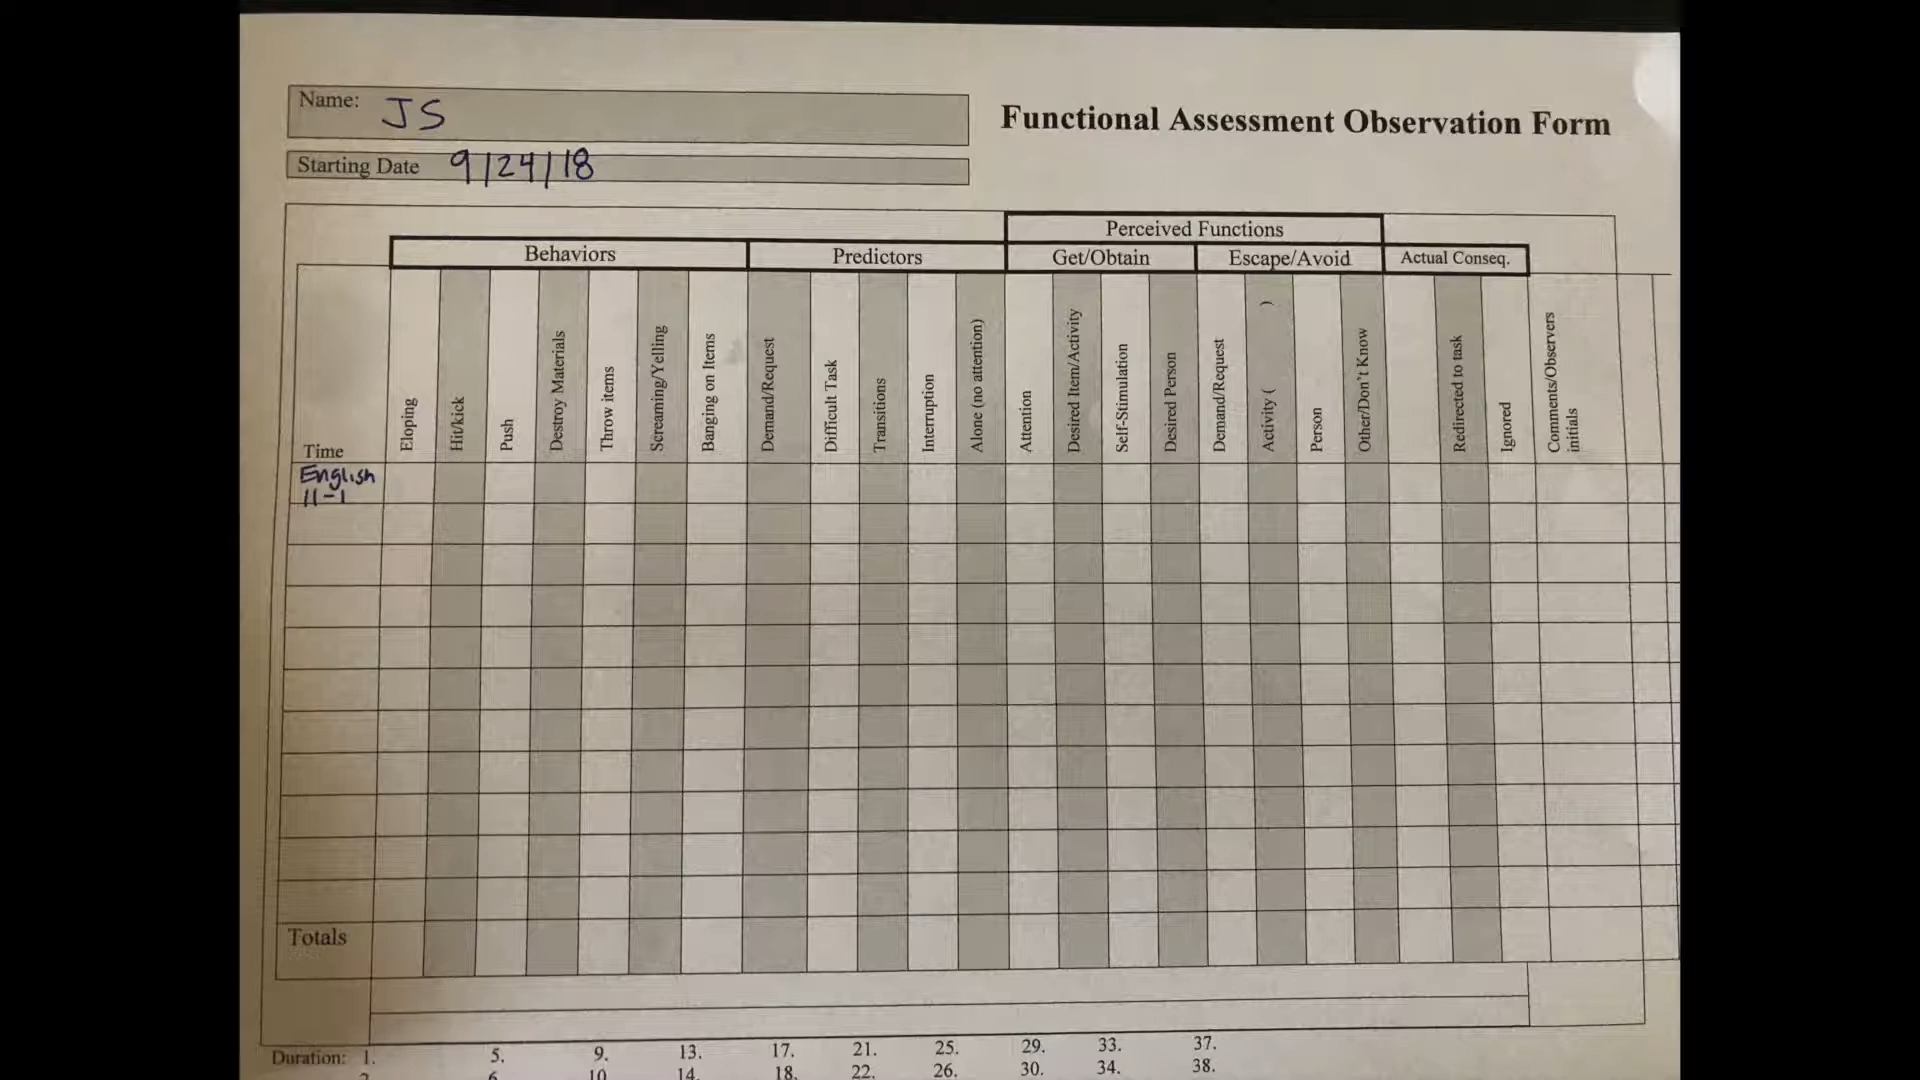 Name: JS
Functional Assessment Observation Form
Starting Date 9/24/18
Perceived Functions
Behaviors Predictors Get/Obtain Escape/Avoid Actual Conseq.
Time
Eloping
Hit/kick
Push
Destroy Materials
Throw items
Screaming/Yelling
Banging on Items
Demand/Request
Difficult Task
Transitions
Interruption
Alone (no attention)
Attention
Desired Item/Activity
Self-Stimulation
Desired Person
Demand/Request
Activity ( )
Person
Other/Don't Know
Redirected to task
Ignored
Comments/Observers
initials
English
11-1
Totals
Duration: 1. 5. 9. 13. 17. 21. 25. 29. 33. 37.
6. 10 14. 18. 22. 26. 30. 34. 38.